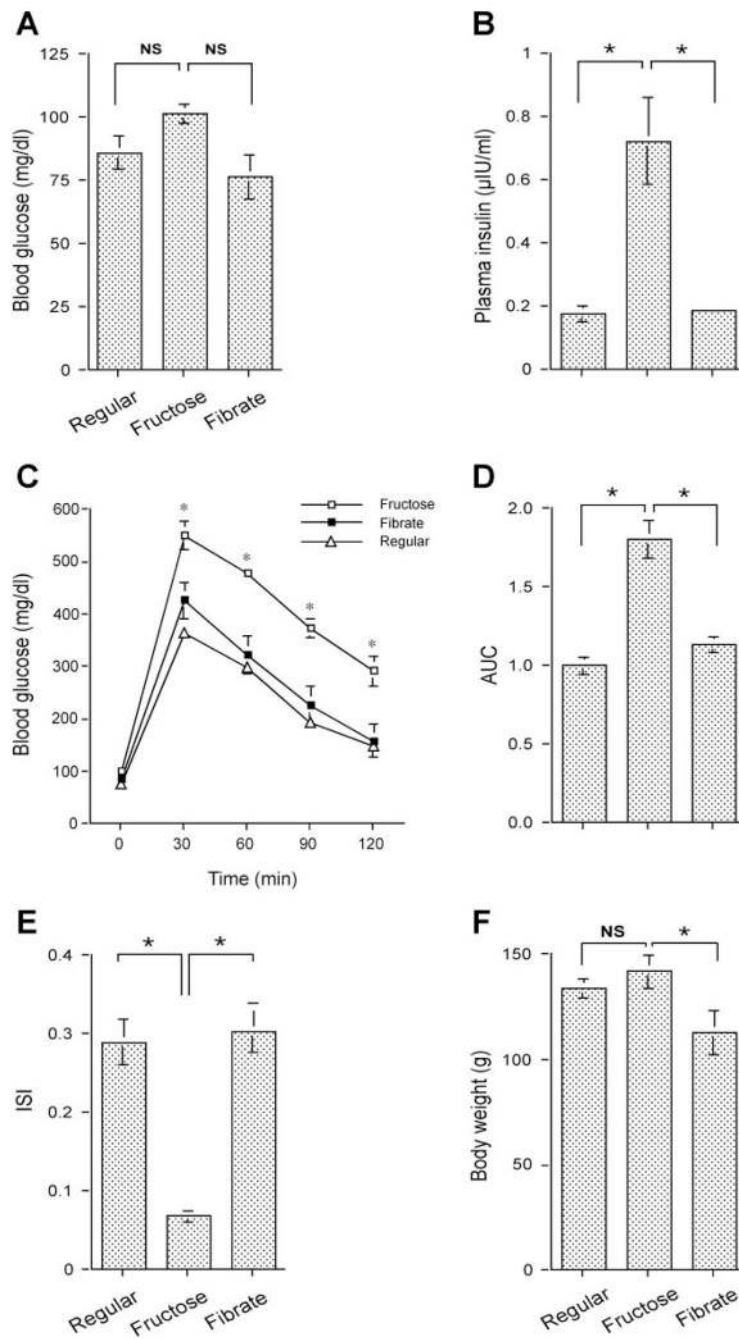 A
NS NS
125
100
75
50
25
0
Blood glucose (mg/dl)
Regular Fructose Fibrate
B
* *
1
0.8
0.6
0.4
0.2
0
Plasma insulin (µIU/ml)
C
600
500
400
300
200
100
0
Blood glucose (mg/dl)
* * * *
Fructose
Fibrate
Regular
0 30 60 90 120
Time (min)
D
* *
2.0
1.5
1.0
0.5
0.0
AUC
E
* *
0.4
0.3
0.2
0.1
0
ISI
Regular Fructose Fibrate
F
NS *
150
100
50
0
Body weight (g)
Regular Fructose Fibrate